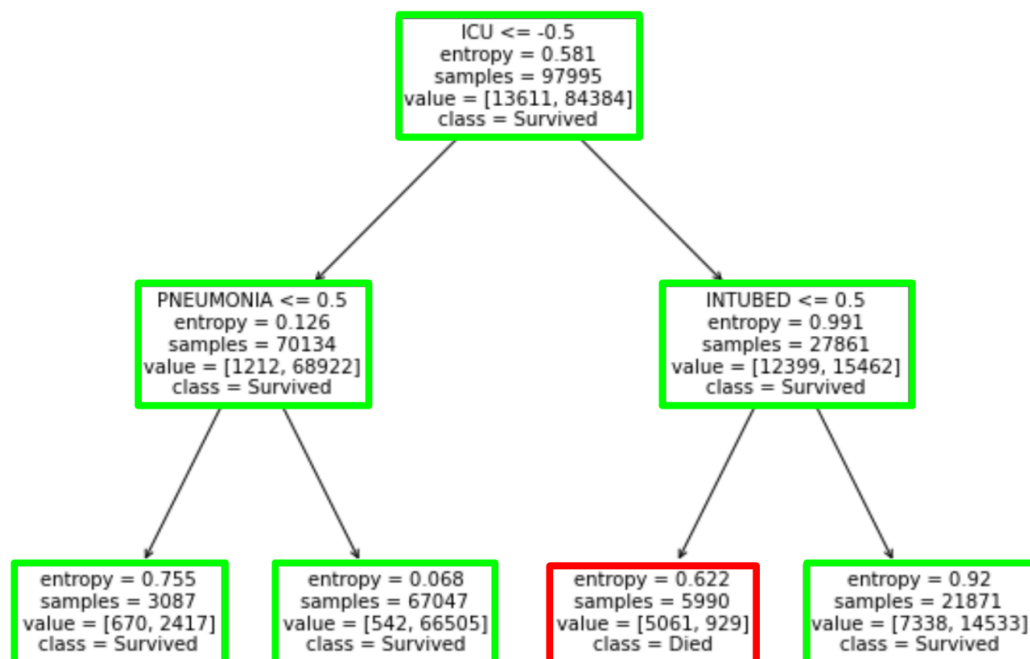 ICU <= -0.5
entropy = 0.581
samples = 97995
value = [13611, 84384]
class = Survived
PNEUMONIA <= 0.5
entropy = 0.126
samples = 70134
value = [1212, 68922]
class = Survived
INTUBED <= 0.5
entropy = 0.991
samples = 27861
value = [12399, 15462]
class = Survived
entropy = 0.755
samples = 3087
value = [670, 2417]
class = Survived
entropy = 0.068
samples = 67047
value = [542, 66505]
class = Survived
entropy = 0.622
samples = 5990
value = [5061, 929]
class = Died
entropy = 0.92
samples = 21871
value = [7338, 14533]
class = Survived